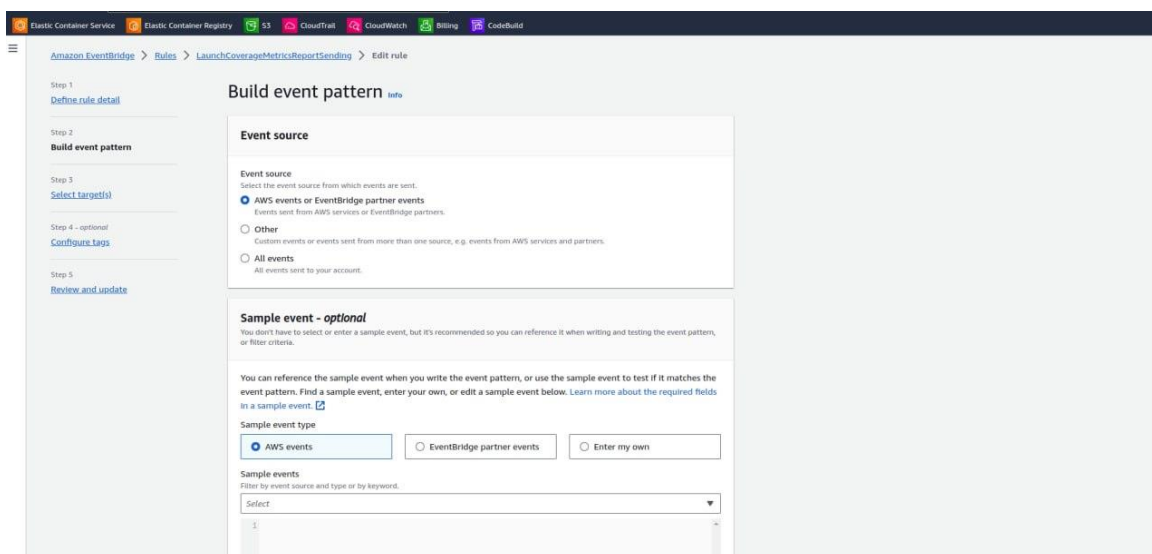 Elastic Container Service Elastic Container Registry S3 CloudTrail CloudWatch Billing CodeBuild
Amazon EventBridge > Rules > LaunchCoverageMetricsReportSending > Edit rule
Step 1
Define rule detail
Step 2
Build event pattern
Step 3
Select target(s)
Step 4 - optional
Configure tags
Step 5
Review and update
Build event pattern Info
Event source
Event source
Select the event source from which events are sent.
AWS events or EventBridge partner events
Events sent from AWS services or EventBridge partners.
Other
Custom events or events sent from more than one source, e.g. events from AWS services and partners.
All events
All events sent to your account.
Sample event - optional
You don't have to select or enter a sample event, but it's recommended so you can reference it when writing and testing the event pattern,
or filter criteria.
You can reference the sample event when you write the event pattern, or use the sample event to test if it matches the
event pattern. Find a sample event, enter your own, or edit a sample event below. Learn more about the required fields
in a sample event.
Sample event type
AWS events EventBridge partner events Enter my own
Sample events
Filter by event source and type or by keyword.
Select
1